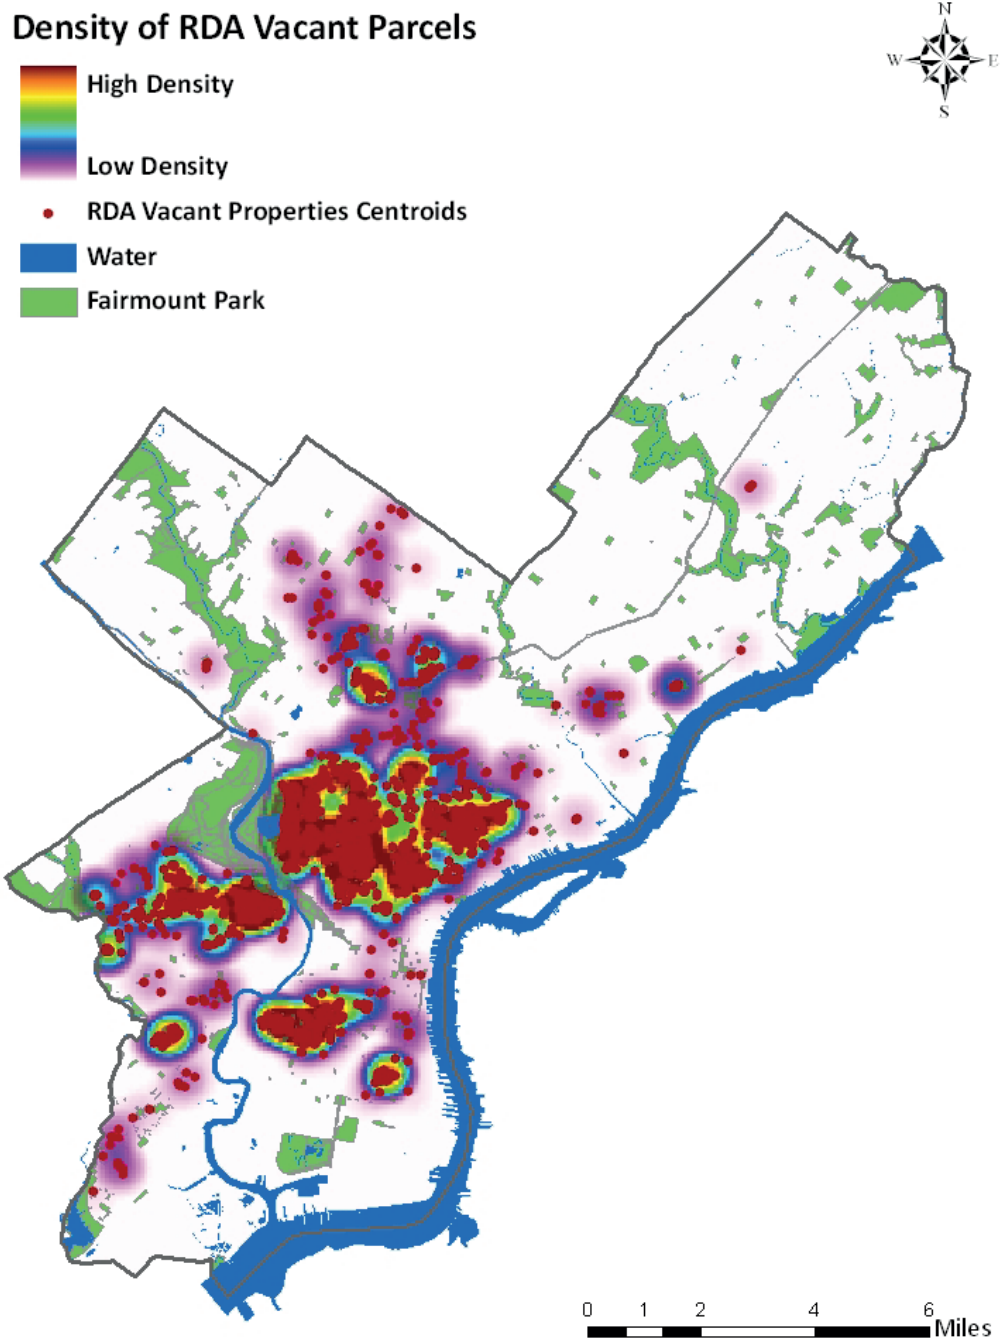 Density of RDA Vacant Parcels
N
W E
S
High Density
Low Density
RDA Vacant Properties Centroids
Water
Fairmount Park
0 1 2 4 6
Miles